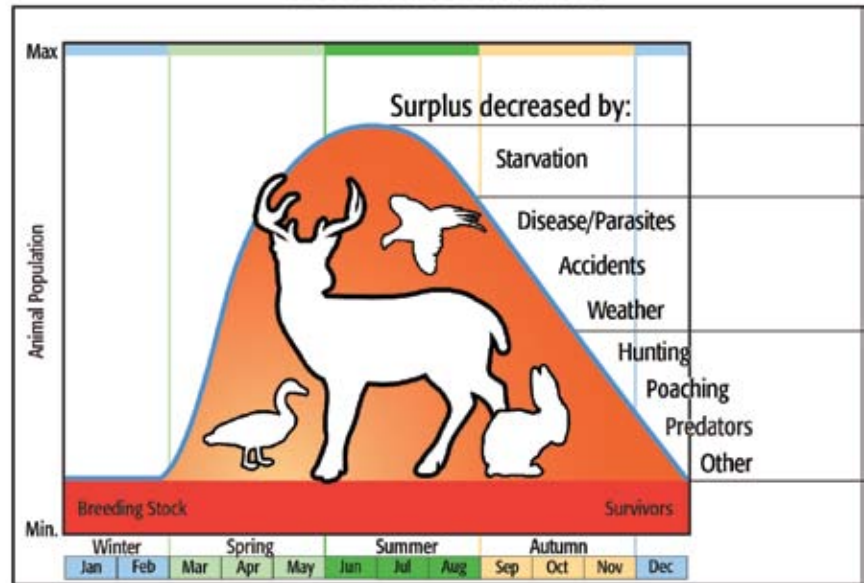 Max
Surplus decreased by:
Starvation
Disease/Parasites
Accidents
Weather
Hunting
Poaching
Predators
Other
Animal Population
Breeding Stock Survivors
Min.
Winter Spring Summer Autumn
Jan Feb Mar Apr May Jun Jul Aug Sep Oct Nov Dec